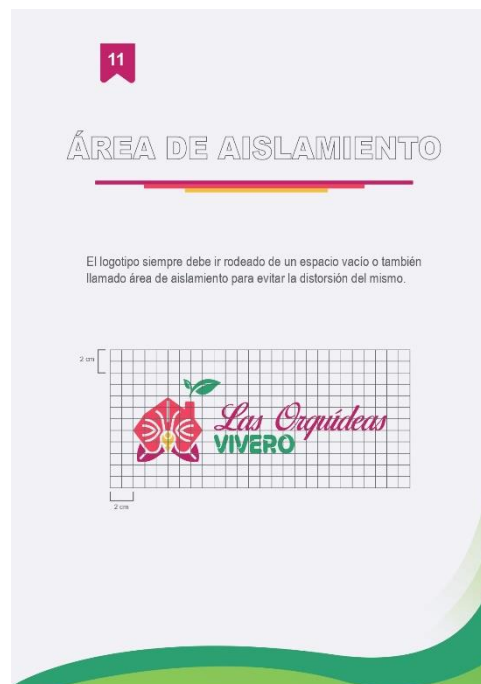 11
ÁREA DE AISLAMIENTO
El logotipo siempre debe ir rodeado de un espacio vacío o también
llamado área de aislamiento para evitar la distorsión del mismo.
2 cm
Las Orquídeas
VIVERO
2 cm